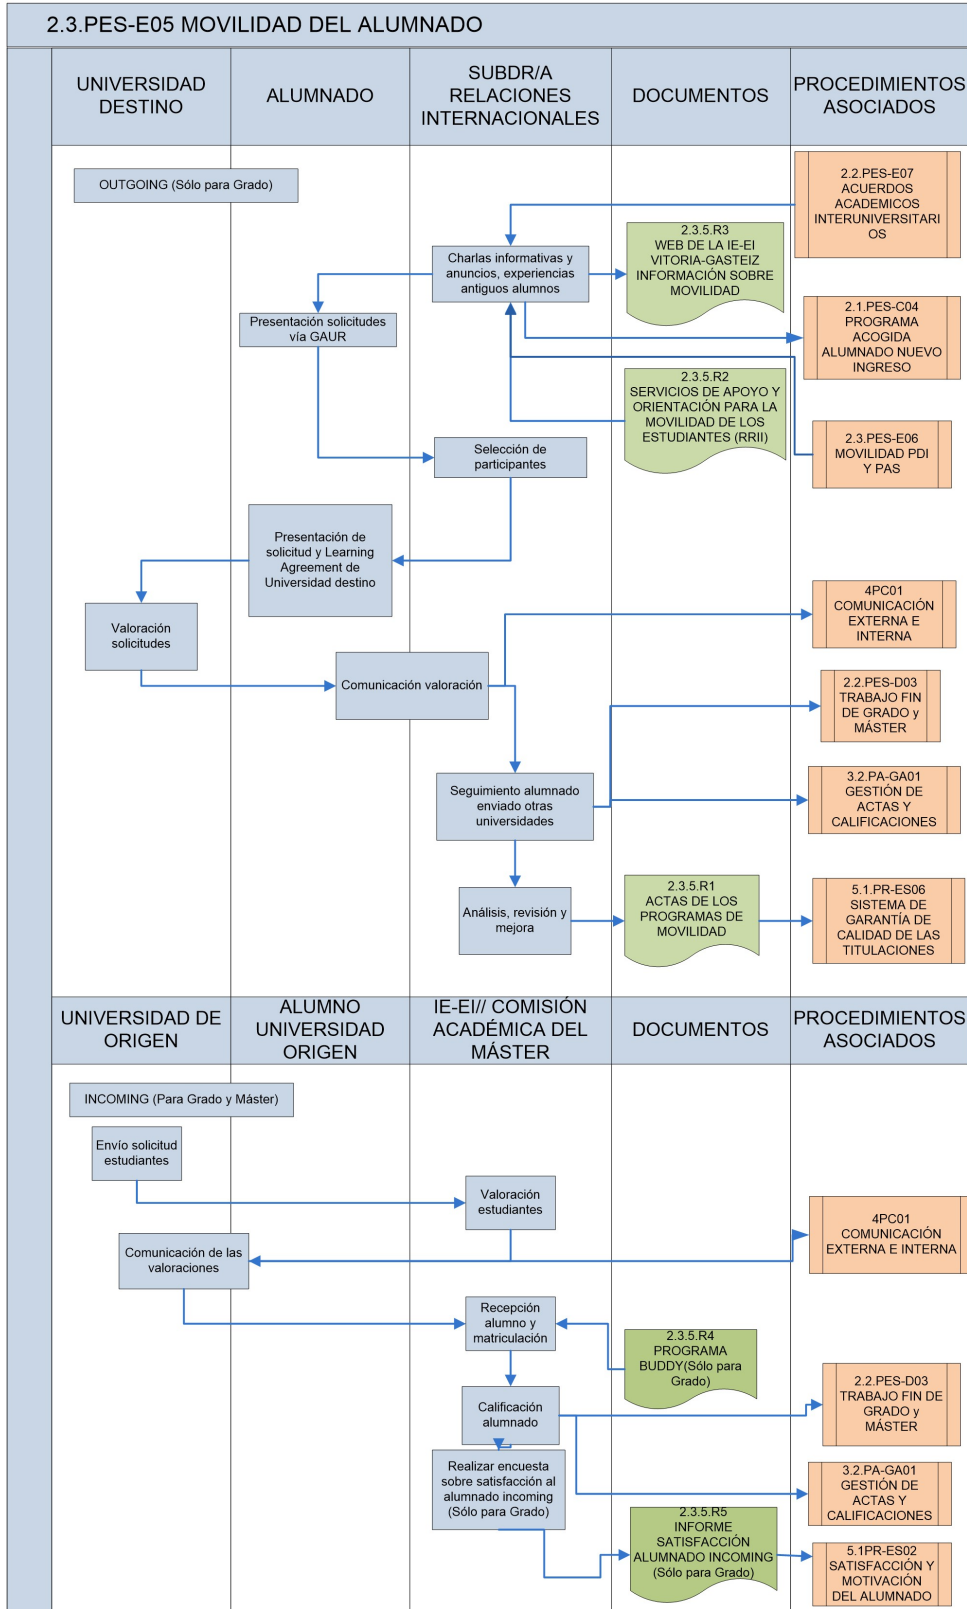 2.3.PES-E05 MOVILIDAD DEL ALUMNADO
UNIVERSIDAD
DESTINO
ALUMNADO
SUBDR/A
RELACIONES
INTERNACIONALES
DOCUMENTOS
PROCEDIMIENTOS
ASOCIADOS
OUTGOING (Sólo para Grado)
2.2.PES-E07
ACUERDOS
ACADEMICOS
INTERUNIVERSITARI
OS
Charlas informativas y
anuncios, experiencias
antiguos alumnos
2.3.5.R3
WEB DE LA IE-EI
VITORIA-GASTEIZ
INFORMACIÓN SOBRE
MOVILIDAD
Presentación solicitudes
vía GAUR
2.1.PES-C04
PROGRAMA
ACOGIDA
ALUMNADO NUEVO
INGRESO
2.3.5.R2
SERVICIOS DE APOYO Y
ORIENTACIÓN PARA LA
MOVILIDAD DE LOS
ESTUDIANTES (RRII)
Selección de
participantes
2.3.PES-E06
MOVILIDAD PDI
Y PAS
Presentación de
solicitud y Learning
Agreement de
Universidad destino
Valoración
solicitudes
4PC01
COMUNICACIÓN
EXTERNA E
INTERNA
Comunicación valoración
2.2.PES-D03
TRABAJO FIN
DE GRADO y
MÁSTER
Seguimiento alumnado
enviado otras
universidades
3.2.PA-GA01
GESTIÓN DE
ACTAS Y
CALIFICACIONES
Análisis, revisión y
mejora
2.3.5.R1
ACTAS DE LOS
PROGRAMAS DE
MOVILIDAD
5.1.PR-ES06
SISTEMA DE
GARANTÍA DE
CALIDAD DE LAS
TITULACIONES
UNIVERSIDAD DE
ORIGEN
ALUMNO
UNIVERSIDAD
ORIGEN
IE-EI// COMISIÓN
ACADÉMICA DEL
MÁSTER
DOCUMENTOS
PROCEDIMIENTOS
ASOCIADOS
INCOMING (Para Grado y Máster)
Envío solicitud
estudiantes
Valoración
estudiantes
4PC01
COMUNICACIÓN
EXTERNA E INTERNA
Comunicación de las
valoraciones
Recepción
alumno y
matriculación
2.3.5.R4
PROGRAMA
BUDDY(Sólo para
Grado)
Calificación
alumnado
2.2.PES-D03
TRABAJO FIN DE
GRADO y
MÁSTER
Realizar encuesta
sobre satisfacción al
alumnado incoming
(Sólo para Grado)
3.2.PA-GA01
GESTIÓN DE
ACTAS Y
CALIFICACIONES
2.3.5.R5
INFORME
SATISFACCIÓN
ALUMNADO INCOMING
(Sólo para Grado)
5.1PR-ES02
SATISFACCIÓN Y
MOTIVACIÓN
DEL ALUMNADO